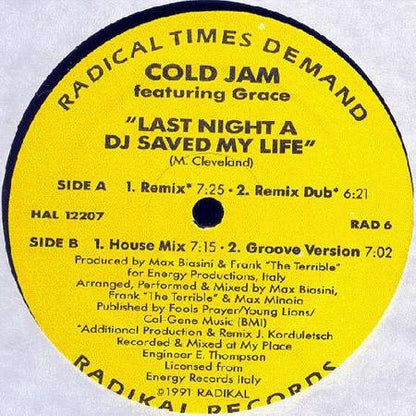 RADICAL TIMES DEMAND
COLD JAM
featuring Grace
"LAST NIGHT A
DJ SAVED MY LIFE"
(M. Cleveland)
SIDE A 1. Remix* 7:25 • 2. Remix Dub* 6:21
HAL 12207
RAD 6
SIDE B 1. House Mix 7:15 • 2. Groove Version 7:02
Produced by Max Biasini & Frank "The Terrible"
for Energy Productions, Italy
Arranged, Performed & Mixed by Max Biasini,
Frank "The Terrible" & Max Minoia
Published by Fools Prayer/Young Lions/
Col-Gene Music (BMI)
"Additional Production & Remix J. Korduletsch
Recorded & Mixed at My Place
Engineer E. Thompson
Licensed from
Energy Records Italy
©1991 RADIKAL
RADIKAL RECORDS